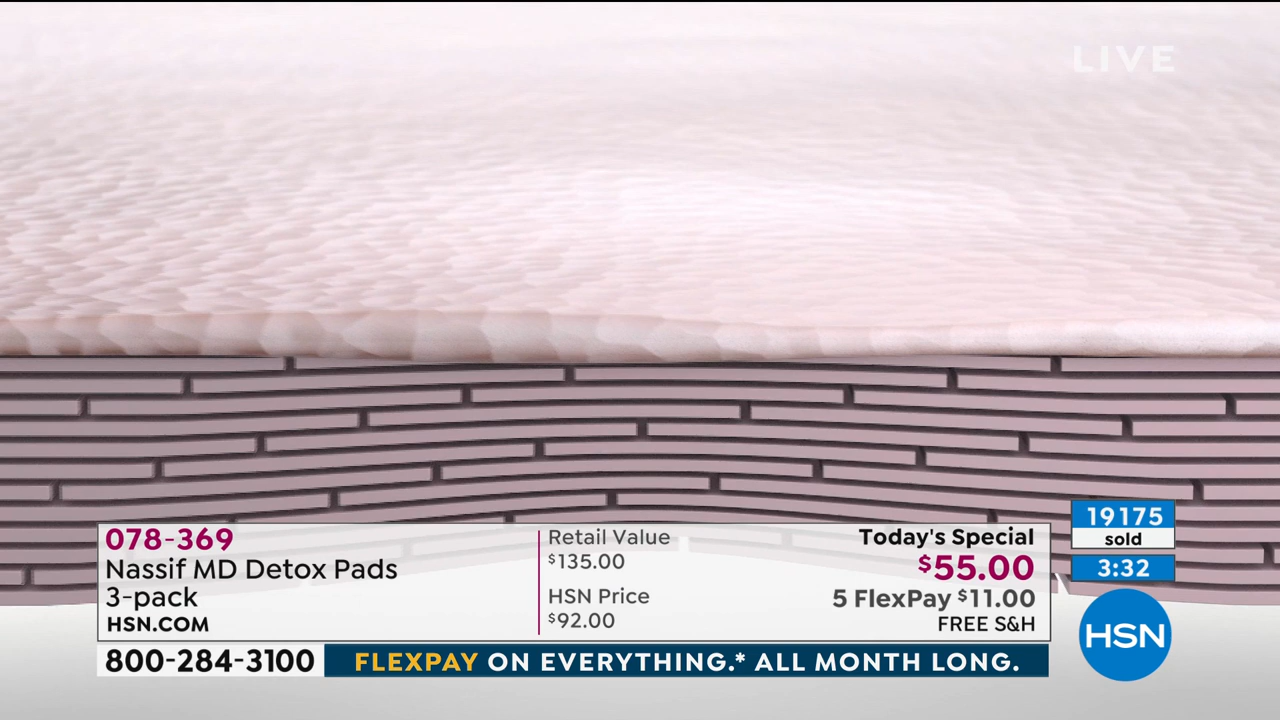 LIVE
078-369
Nassif MD Detox Pads
3-pack
HSN.COM
Retail Value
$135.00
HSN Price
$92.00
Today's Special
$55.00
5 FlexPay $11.00
FREE S&H
19175
sold
3:32
HSN
800-284-3100
FLEXPAY ON EVERYTHING.* ALL MONTH LONG.